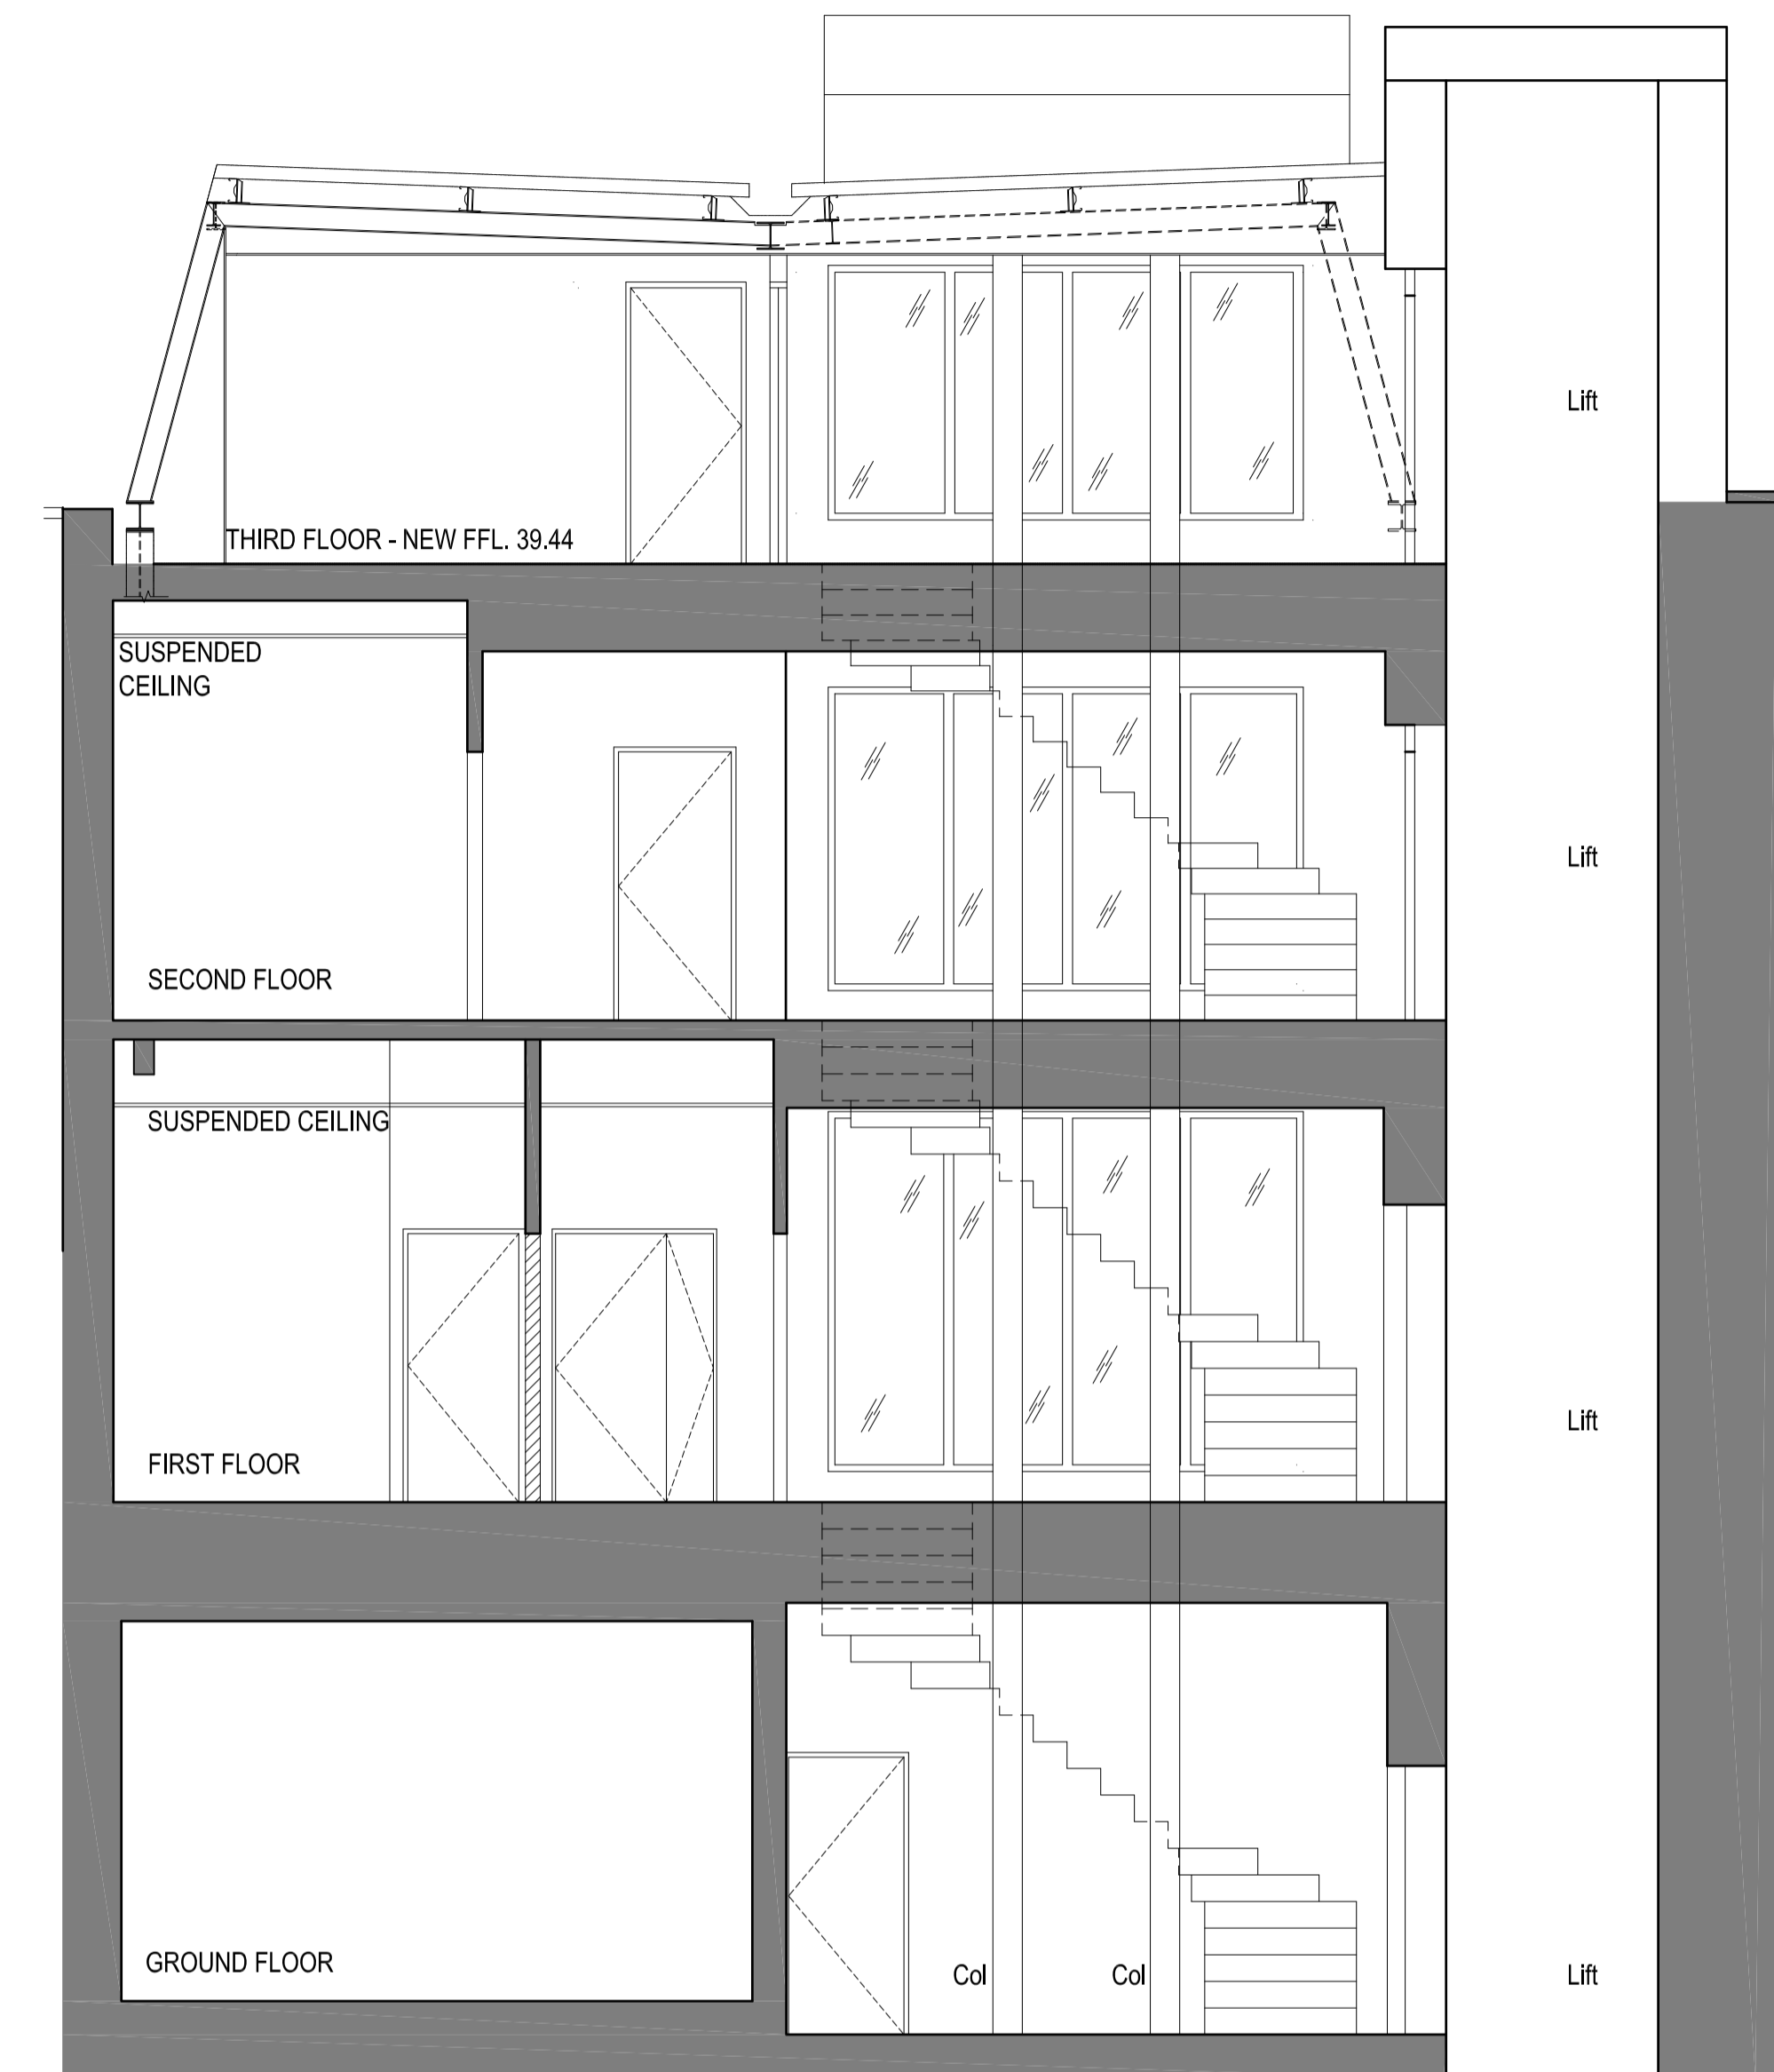 Lift
THIRD FLOOR - NEW FFL. 39.44
SUSPENDED
CEILING
Lift
SECOND FLOOR
SUSPENDED CEILING
Lift
FIRST FLOOR
GROUND FLOOR
Col
Col
Lift